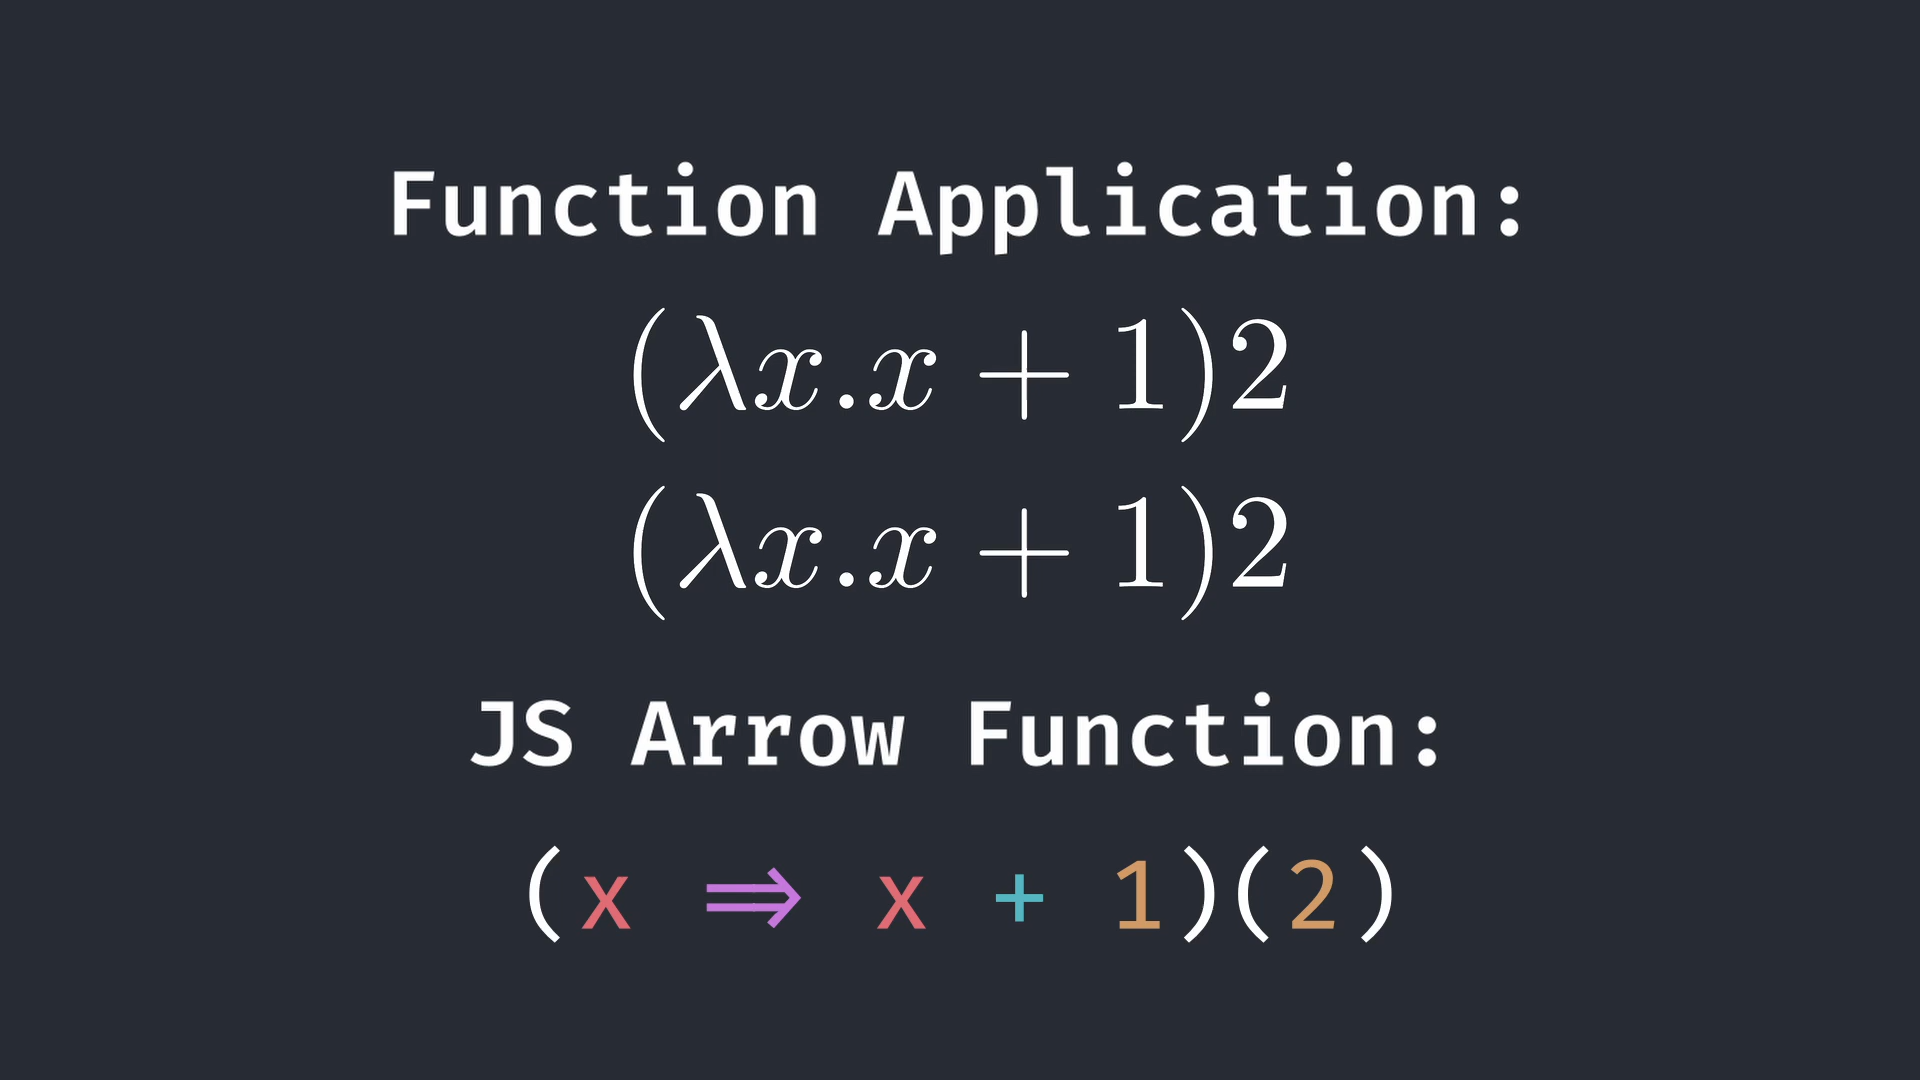 Function Application:
(λx.x + 1)2
(λx.x + 1)2
JS Arrow Function:
(x => x + 1)(2)